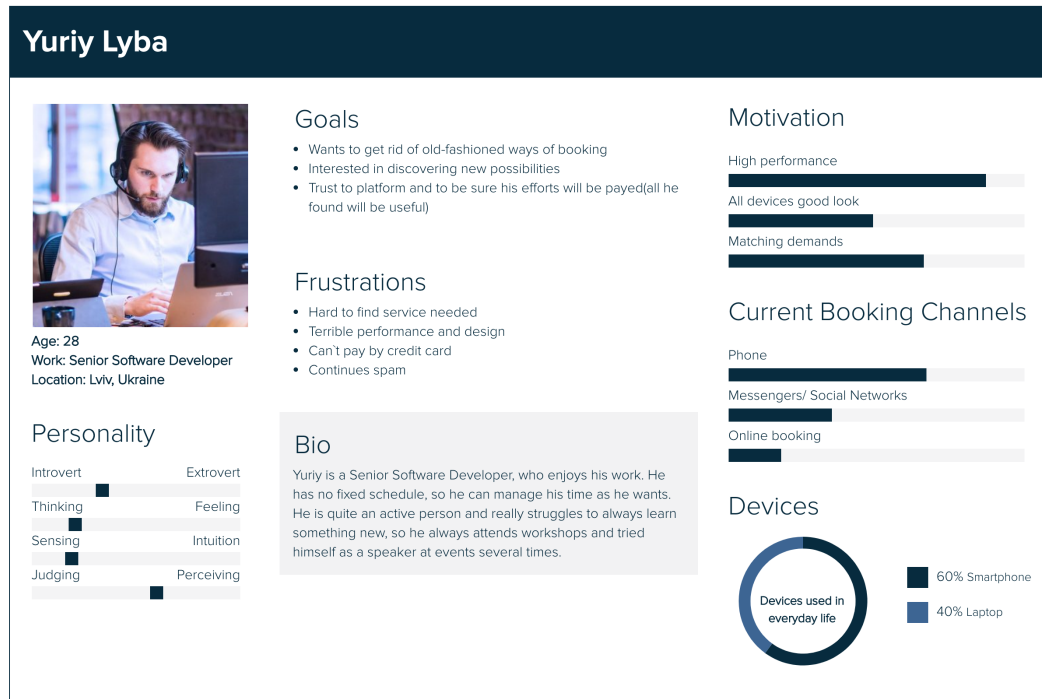 Yuriy Lyba
Age: 28
Work: Senior Software Developer
Location: Lviv, Ukraine
Personality
Introvert Extrovert
Thinking Feeling
Sensing Intuition
Judging Perceiving
Goals
• Wants to get rid of old-fashioned ways of booking
• Interested in discovering new possibilities
• Trust to platform and to be sure his efforts will be payed(all he
found will be useful)
Frustrations
• Hard to find service needed
• Terrible performance and design
• Can`t pay by credit card
• Continues spam
Bio
Yuriy is a Senior Software Developer, who enjoys his work. He
has no fixed schedule, so he can manage his time as he wants.
He is quite an active person and really struggles to always learn
something new, so he always attends workshops and tried
himself as a speaker at events several times.
Motivation
High performance
All devices good look
Matching demands
Current Booking Channels
Phone
Messengers/ Social Networks
Online booking
Devices
Devices used in
everyday life
60% Smartphone
40% Laptop